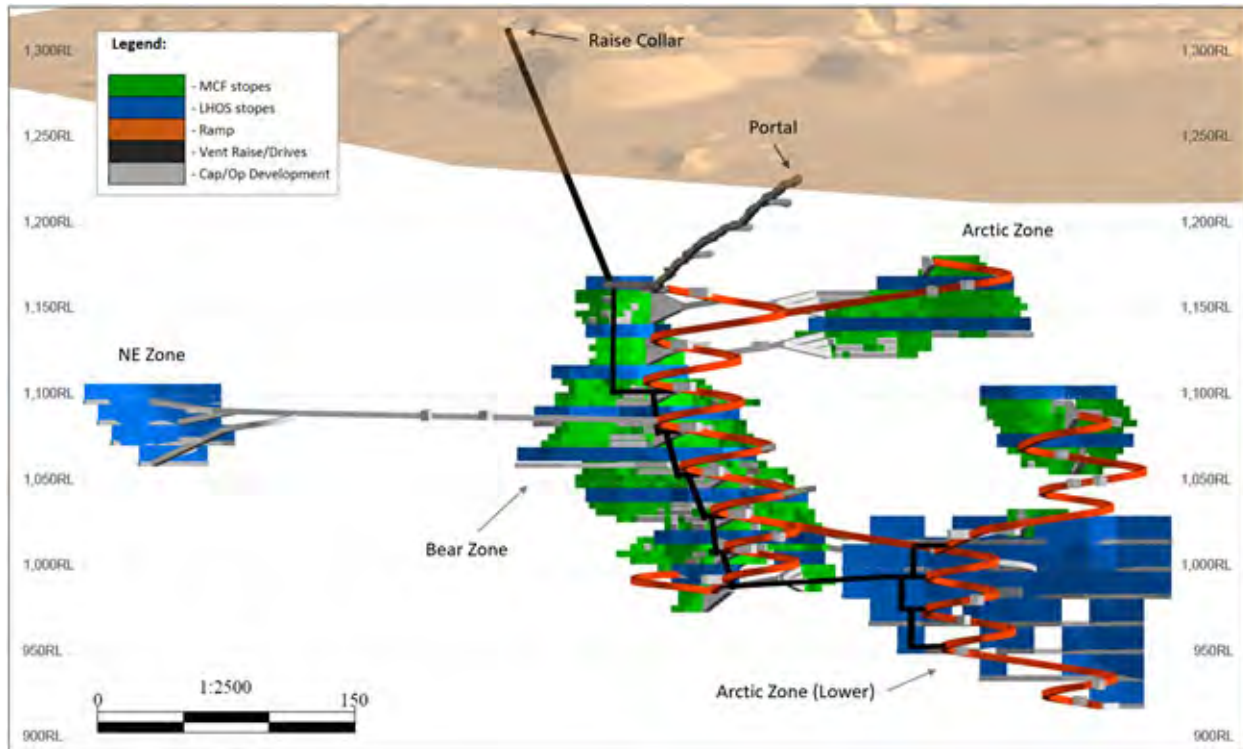 Raise Collar
Legend:
- MCF stopes
- LHOS stopes
- Ramp
- Vent Raise/Drives
- Cap/Op Development
1,300RL
1,300RL
1,250RL
1,250RL
Portal
1,200RL
1,200RL
Arctic Zone
1,150RL
1,150RL
NE Zone
1,100RL
1,100RL
1,050RL
1,050RL
Bear Zone
1,000RL
1,000RL
950RL
950RL
Arctic Zone (Lower)
1:2500
0
150
900RL
900RL